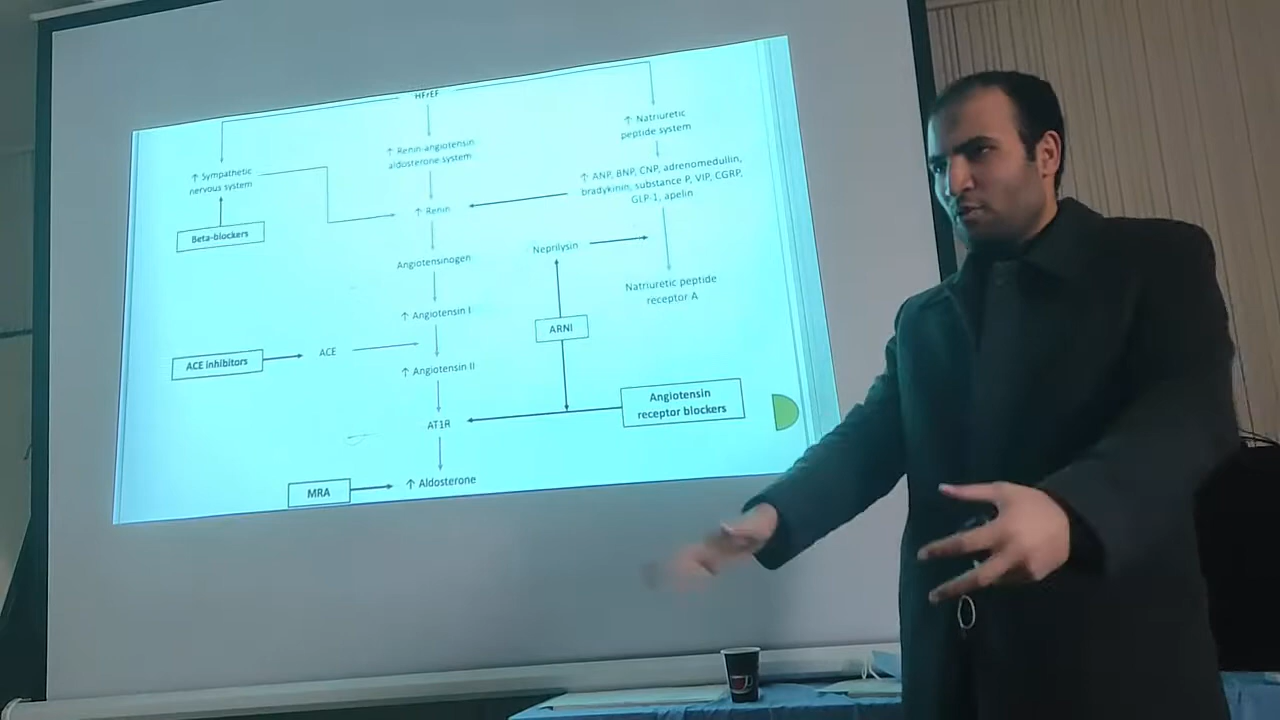 HFrEF
↑ Sympathetic
nervous system
Beta-blockers
↑ Renin-angiotensin
aldosterone system
↑ Renin
Angiotensinogen
↑ Angiotensin I
ACE inhibitors
ACE
↑ Angiotensin II
AT1R
MRA
↑ Aldosterone
↑ Natriuretic
peptide system
↑ ANP, BNP, CNP, adrenomedullin,
bradykinin, substance P, VIP, CGRP,
GLP-1, apelin
Neprilysin
Natriuretic peptide
receptor A
ARNI
Angiotensin
receptor blockers